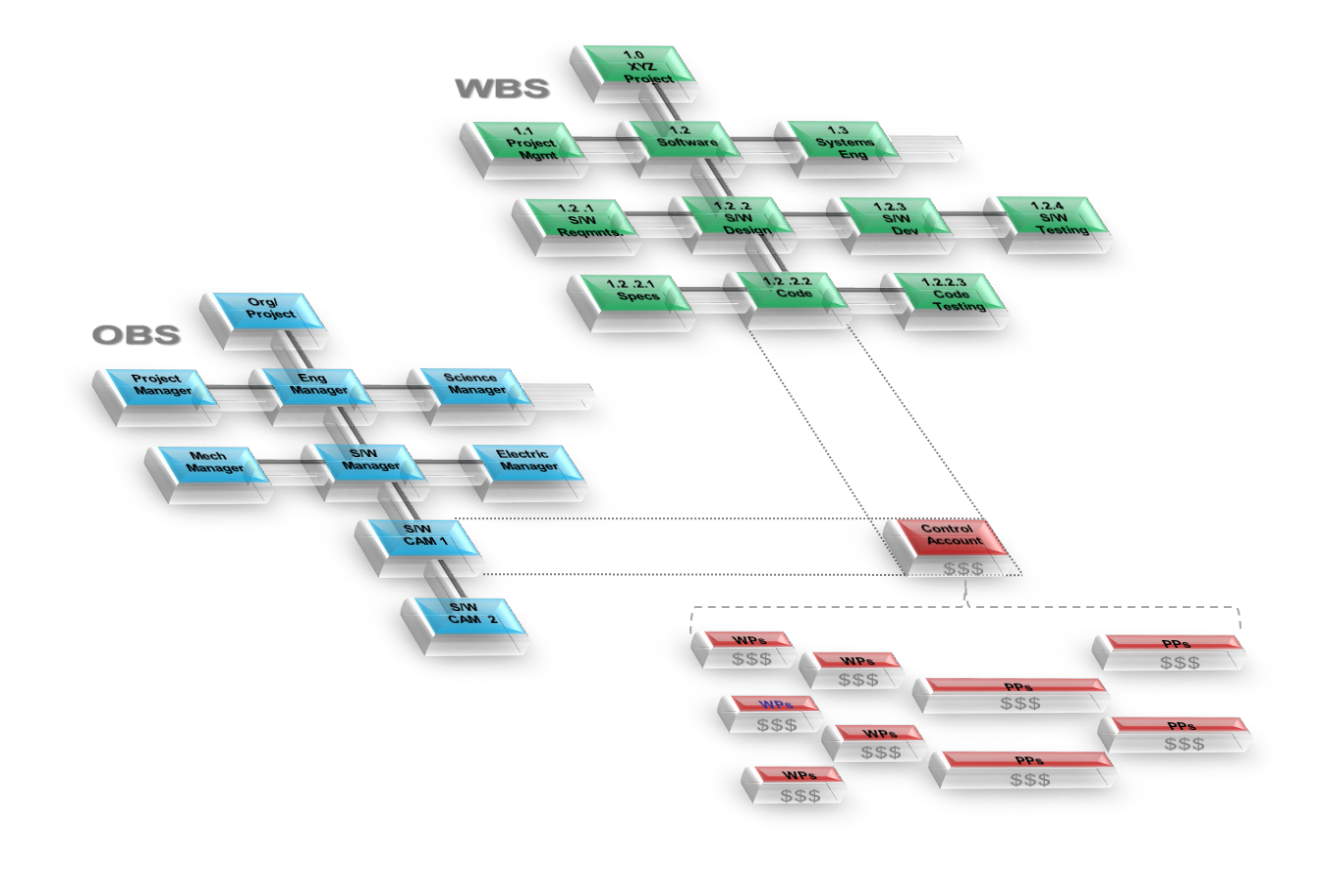 WBS
1.0
XYZ
Project
1.1
Project
Mgmt
1.2
Software
1.3
Systems
Eng
1.2 .1
S/W
Reqmnts.
1.2 .2
S/W
Design
1.2.3
S/W
Dev
1.2.4
S/W
Testing
1.2 .2.1
Specs
1.2 .2.2
Code
1.2.2.3
Code
Testing
OBS
Org/
Project
Project
Manager
Eng
Manager
Science
Manager
Mech
Manager
S/W
Manager
Electric
Manager
S/W
CAM 1
S/W
CAM 2
Control
Account
$$$
WPs
$$$
WPs
$$$
PPs
$$$
PPs
$$$
WPs
$$$
WPs
$$$
PPs
$$$
PPs
$$$
WPs
$$$